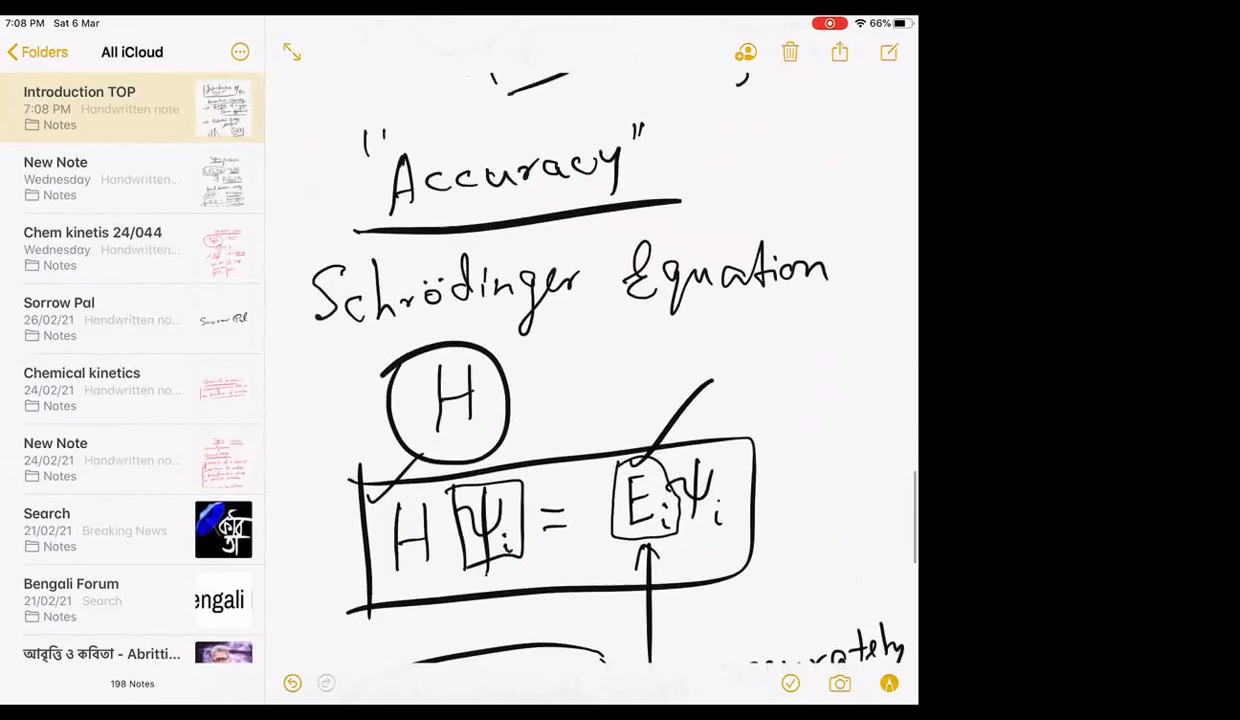 7:08 PM Sat 6 Mar
66%
Folders
All iCloud
Introduction TOP
7:08 PM Handwritten note
Notes
New Note
Wednesday Handwritten...
Notes
Chem kinetis 24/044
Wednesday Handwritten...
Notes
Sorrow Pal
26/02/21 Handwritten no...
Notes
Chemical kinetics
24/02/21 Handwritten no...
Notes
New Note
24/02/21 Handwritten no...
Notes
Search
21/02/21 Breaking News
Notes
Bengali Forum
21/02/21 Search
Notes
engali
আবৃত্তি ও কবিতা - Abritti...
198 Notes
"Accuracy"
Schrödinger Equation
H
H ψi = Ei ψi